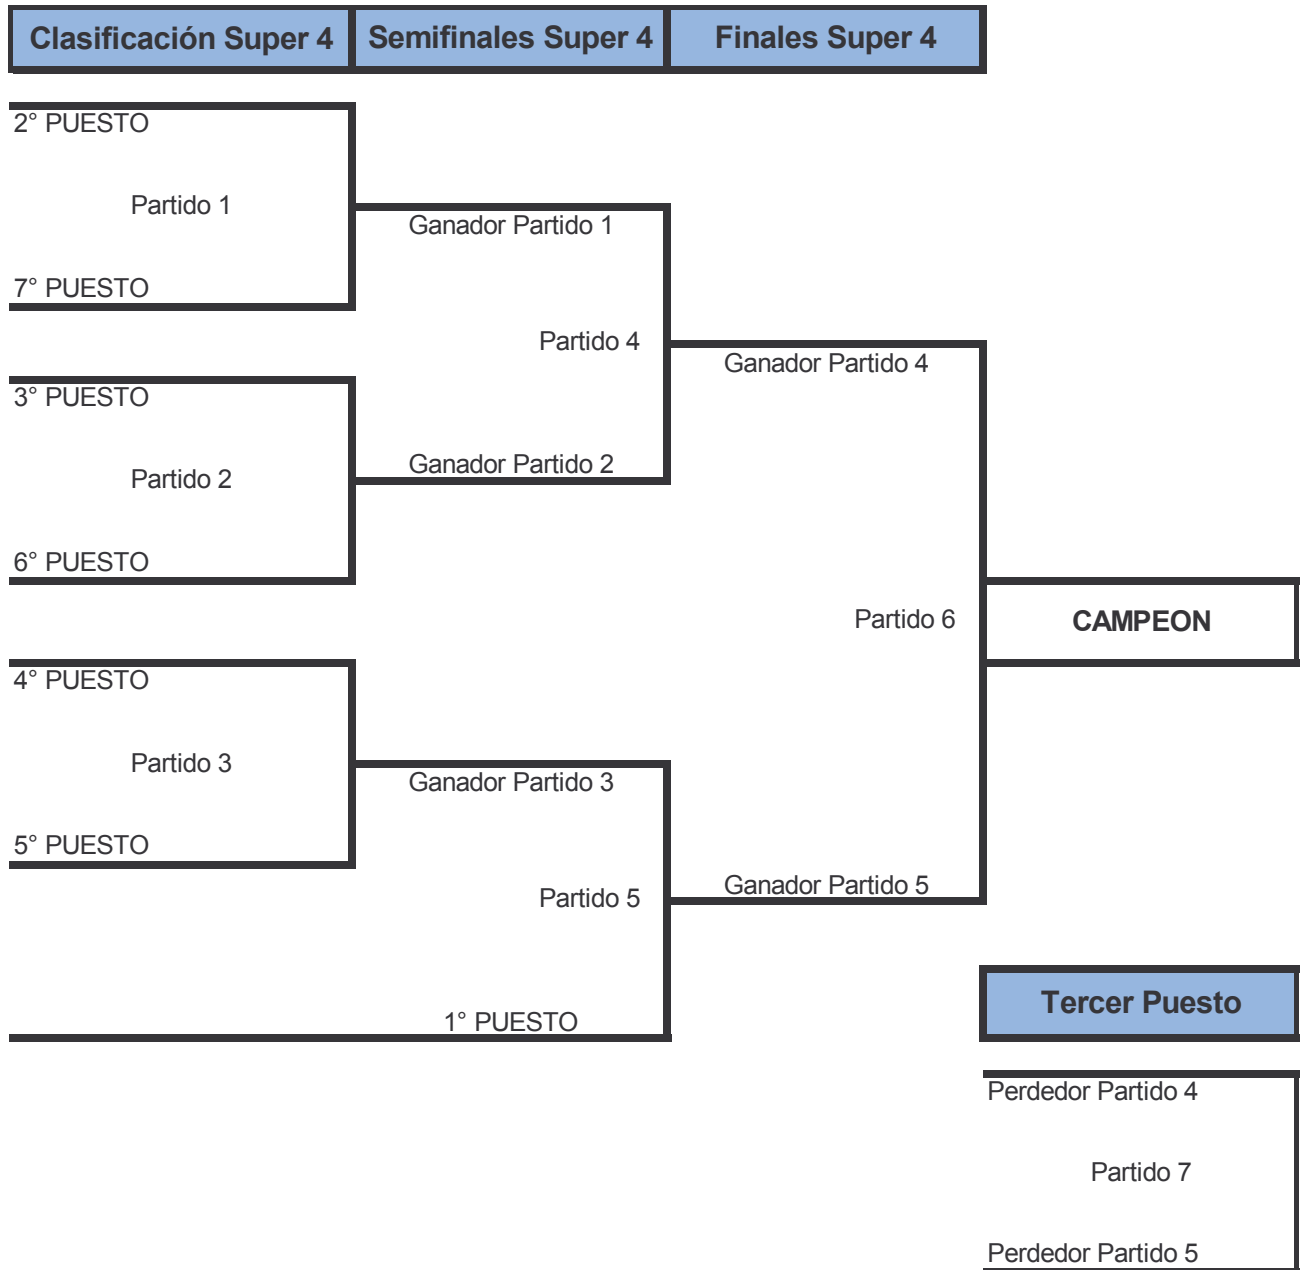 Clasificación Super 4
Semifinales Super 4
Finales Super 4
2° PUESTO
Partido 1
Ganador Partido 1
7° PUESTO
Partido 4
Ganador Partido 4
3° PUESTO
Ganador Partido 2
Partido 2
6° PUESTO
Partido 6
CAMPEON
4° PUESTO
Partido 3
Ganador Partido 3
5° PUESTO
Ganador Partido 5
Partido 5
Tercer Puesto
1° PUESTO
Perdedor Partido 4
Partido 7
Perdedor Partido 5